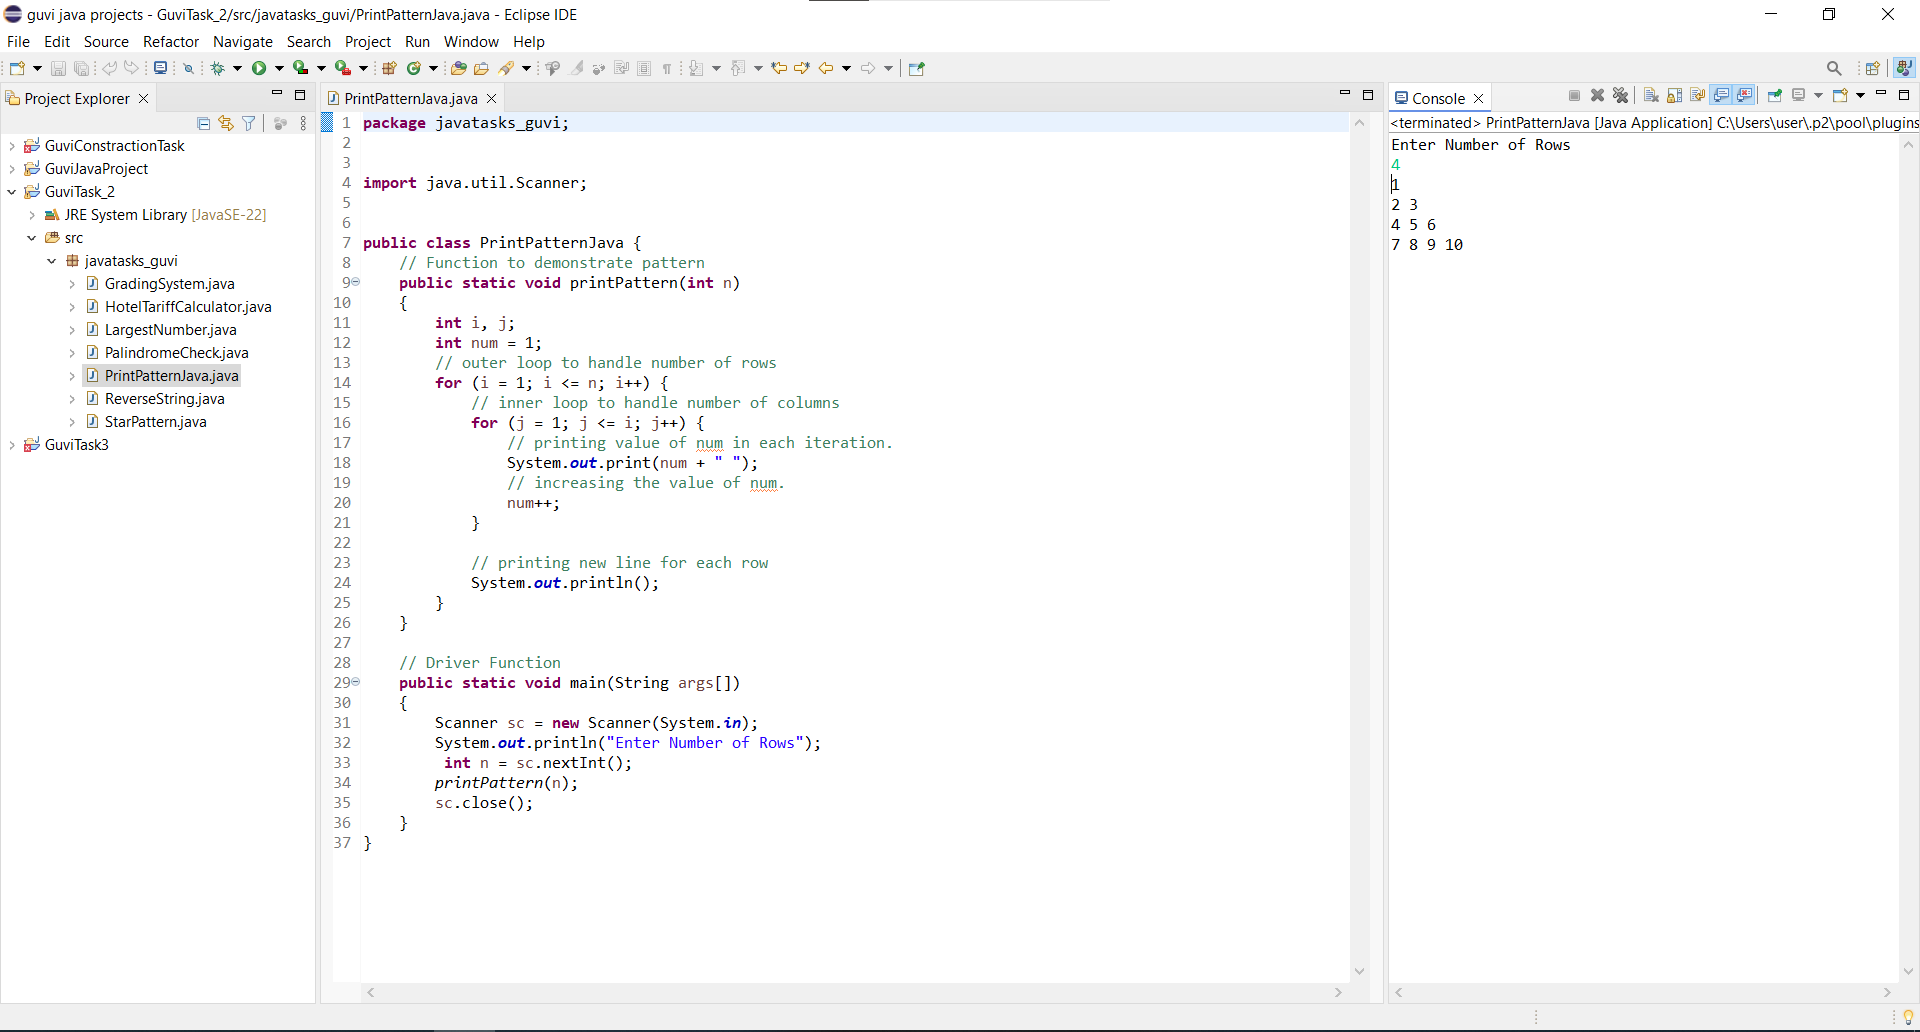 guvi java projects - GuviTask_2/src/javatasks_guvi/PrintPatternJava.java - Eclipse IDE
File Edit Source Refactor Navigate Search Project Run Window Help
Project Explorer
GuviConstractionTask
GuviJavaProject
GuviTask_2
JRE System Library [JavaSE-22]
src
javatasks_guvi
GradingSystem.java
HotelTariffCalculator.java
LargestNumber.java
PalindromeCheck.java
PrintPatternJava.java
ReverseString.java
StarPattern.java
GuviTask3
PrintPatternJava.java
1 package javatasks_guvi;
2
3
4 import java.util.Scanner;
5
6
7 public class PrintPatternJava {
8     // Function to demonstrate pattern
9     public static void printPattern(int n)
10     {
11         int i, j;
12         int num = 1;
13         // outer loop to handle number of rows
14         for (i = 1; i <= n; i++) {
15             // inner loop to handle number of columns
16             for (j = 1; j <= i; j++) {
17                 // printing value of num in each iteration.
18                 System.out.print(num + " ");
19                 // increasing the value of num.
20                 num++;
21             }
22
23             // printing new line for each row
24             System.out.println();
25         }
26     }
27
28     // Driver Function
29     public static void main(String args[])
30     {
31         Scanner sc = new Scanner(System.in);
32         System.out.println("Enter Number of Rows");
33          int n = sc.nextInt();
34         printPattern(n);
35         sc.close();
36     }
37 }
Console
<terminated> PrintPatternJava [Java Application] C:\Users\user\.p2\pool\plugins
Enter Number of Rows
4
1
2 3
4 5 6
7 8 9 10